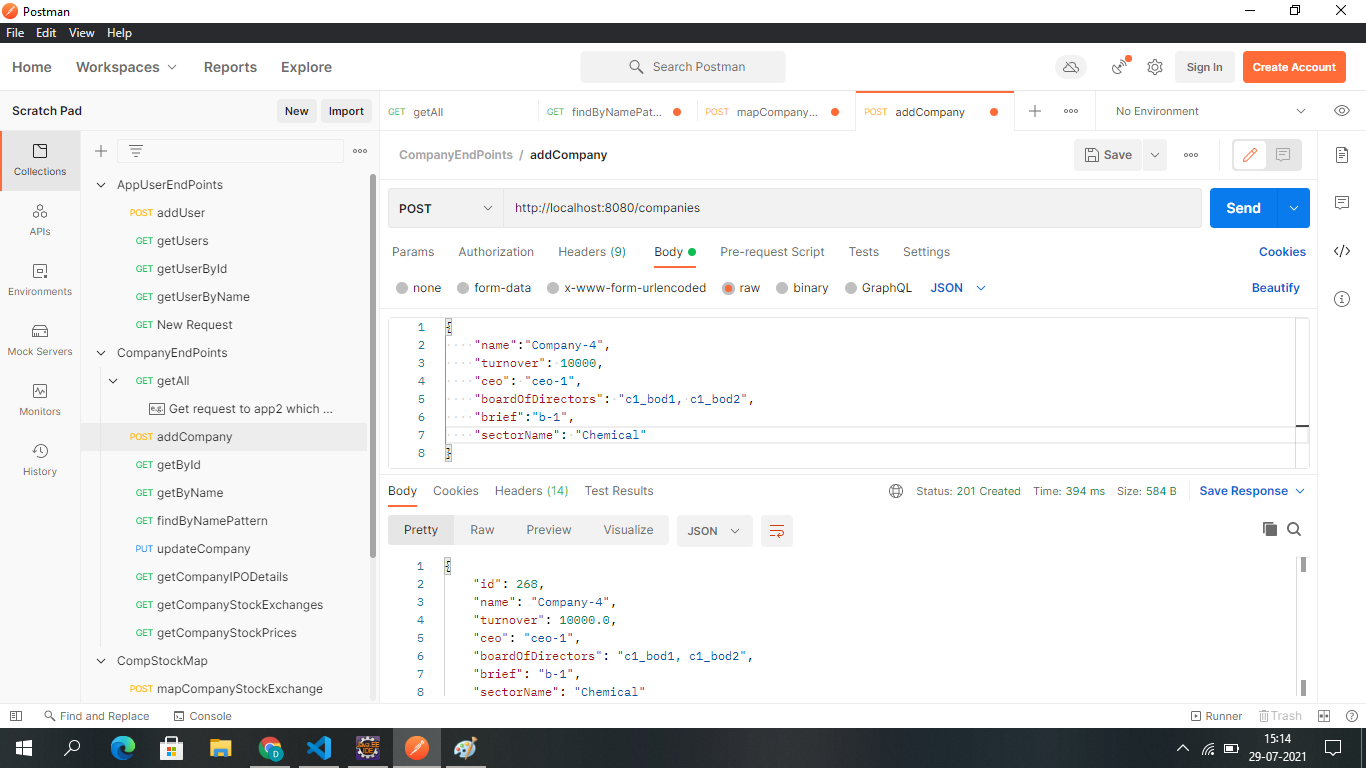 Postman
File Edit View Help
Home Workspaces Reports Explore Search Postman Sign In Create Account
Scratch Pad New Import
GET getAll GET findByNamePat... POST mapCompany... POST addCompany No Environment
Collections
APIs
Environments
Mock Servers
Monitors
History
AppUserEndPoints
POST addUser
GET getUsers
GET getUserById
GET getUserByName
GET New Request
CompanyEndPoints
GET getAll
e.g. Get request to app2 which ...
POST addCompany
GET getById
GET getByName
GET findByNamePattern
PUT updateCompany
GET getCompanyIPODetails
GET getCompanyStockExchanges
GET getCompanyStockPrices
CompStockMap
POST mapCompanyStockExchange
CompanyEndPoints / addCompany Save
POST http://localhost:8080/companies Send
Params Authorization Headers (9) Body Pre-request Script Tests Settings Cookies
none form-data x-www-form-urlencoded raw binary GraphQL JSON Beautify
1 {
2 "name":"Company-4",
3 "turnover": 10000,
4 "ceo": "ceo-1",
5 "boardOfDirectors": "c1_bod1, c1_bod2",
6 "brief":"b-1",
7 "sectorName": "Chemical"
8 }
Body Cookies Headers (14) Test Results Status: 201 Created Time: 394 ms Size: 584 B Save Response
Pretty Raw Preview Visualize JSON
1 {
2 "id": 268,
3 "name": "Company-4",
4 "turnover": 10000.0,
5 "ceo": "ceo-1",
6 "boardOfDirectors": "c1_bod1, c1_bod2",
7 "brief": "b-1",
8 "sectorName": "Chemical"
Find and Replace Console Runner Trash
D
Java EE
IDE
15:14
29-07-2021